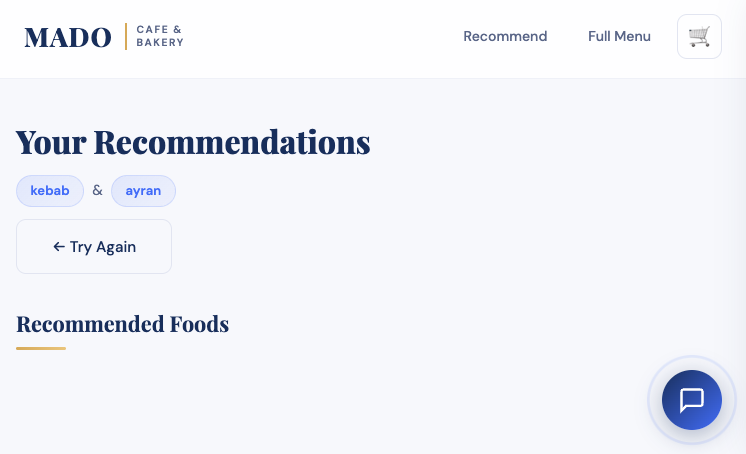 MADO
CAFE &
BAKERY
Recommend
Full Menu
Your Recommendations
kebab & ayran
← Try Again
Recommended Foods